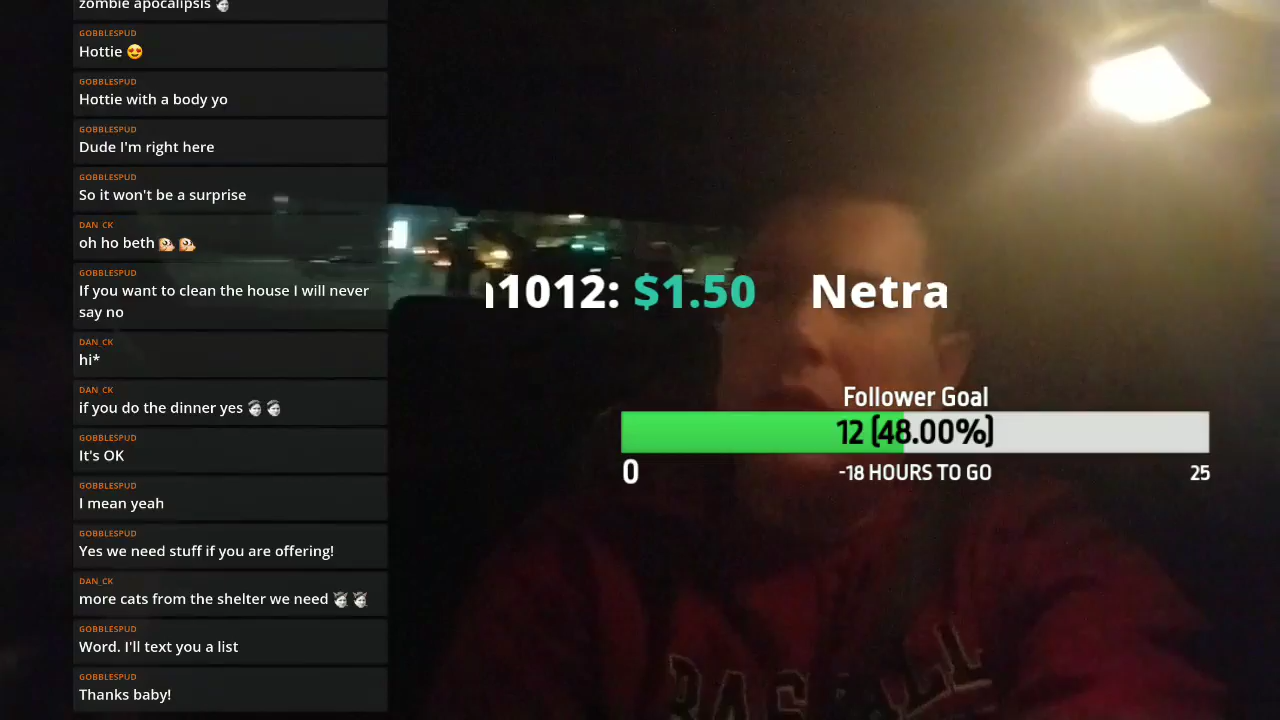 zombie apocalipsis
GOBBLESPUD
Hottie 😍
GOBBLESPUD
Hottie with a body yo
GOBBLESPUD
Dude I'm right here
GOBBLESPUD
So it won't be a surprise
DAN_CK
oh ho beth
GOBBLESPUD
If you want to clean the house I will never
say no
DAN_CK
hi*
DAN_CK
if you do the dinner yes
GOBBLESPUD
It's OK
GOBBLESPUD
I mean yeah
GOBBLESPUD
Yes we need stuff if you are offering!
DAN_CK
more cats from the shelter we need
GOBBLESPUD
Word. I'll text you a list
GOBBLESPUD
Thanks baby!
1012: $1.50 Netra
Follower Goal
12 (48.00%)
0 -18 HOURS TO GO 25
BASEBALL